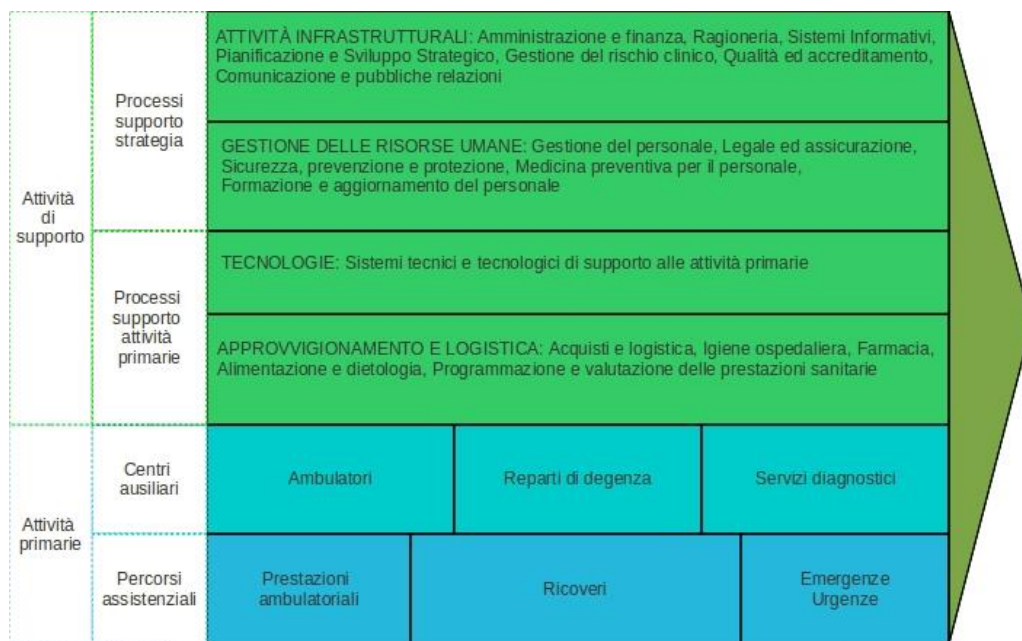 ATTIVITÀ INFRASTRUTTURALI: Amministrazione e finanza, Ragioneria, Sistemi Informativi,
Pianificazione e Sviluppo Strategico, Gestione del rischio clinico, Qualità ed accreditamento,
Comunicazione e pubbliche relazioni
Processi
supporto
strategia
GESTIONE DELLE RISORSE UMANE: Gestione del personale, Legale ed assicurazione,
Sicurezza, prevenzione e protezione, Medicina preventiva per il personale,
Formazione e aggiornamento del personale
Attività
di
supporto
TECNOLOGIE: Sistemi tecnici e tecnologici di supporto alle attività primarie
Processi
supporto
attività
primarie
APPROVVIGIONAMENTO E LOGISTICA: Acquisti e logistica, Igiene ospedaliera, Farmacia,
Alimentazione e dietologia, Programmazione e valutazione delle prestazioni sanitarie
Centri
ausiliari
Ambulatori
Reparti di degenza
Servizi diagnostici
Attività
primarie
Percorsi
assistenziali
Prestazioni
ambulatoriali
Ricoveri
Emergenze
Urgenze